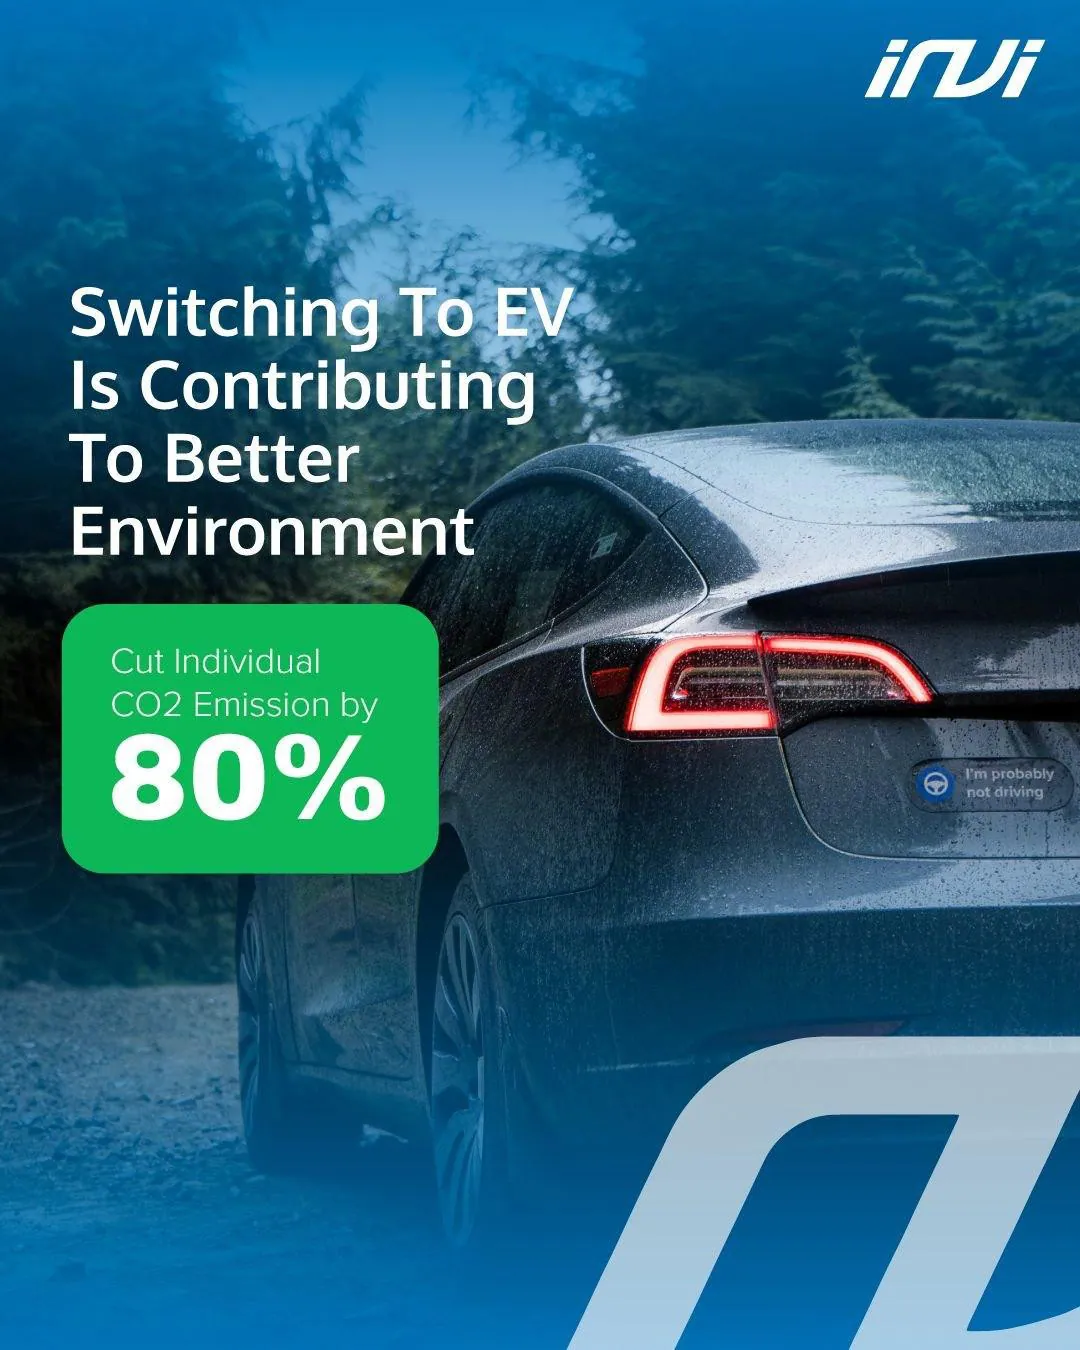 invi
Switching To EV
Is Contributing
To Better
Environment
Cut Individual
CO2 Emission by
80%
I'm probably
not driving